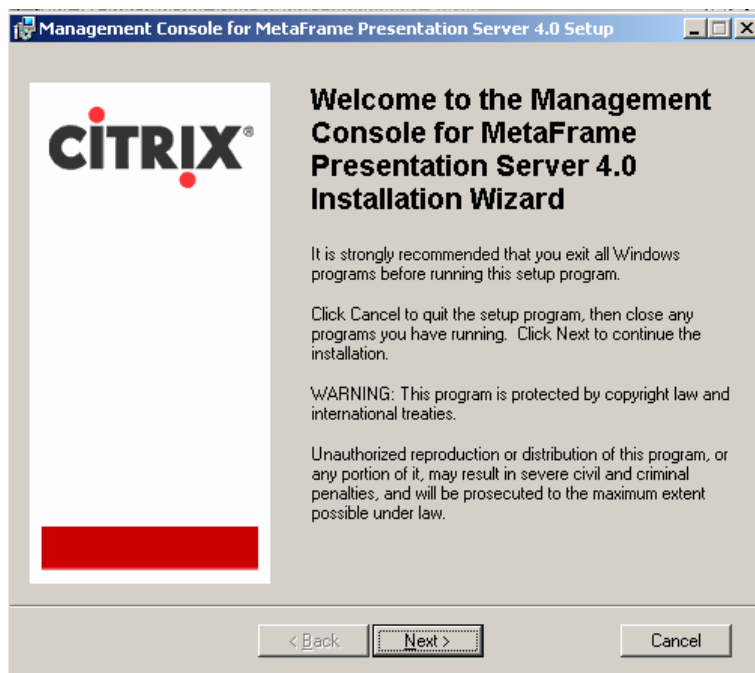 Management Console for MetaFrame Presentation Server 4.0 Setup
CİTRIX®
Welcome to the Management
Console for MetaFrame
Presentation Server 4.0
Installation Wizard
It is strongly recommended that you exit all Windows
programs before running this setup program.
Click Cancel to quit the setup program, then close any
programs you have running. Click Next to continue the
installation.
WARNING: This program is protected by copyright law and
international treaties.
Unauthorized reproduction or distribution of this program, or
any portion of it, may result in severe civil and criminal
penalties, and will be prosecuted to the maximum extent
possible under law.
< Back
Next >
Cancel